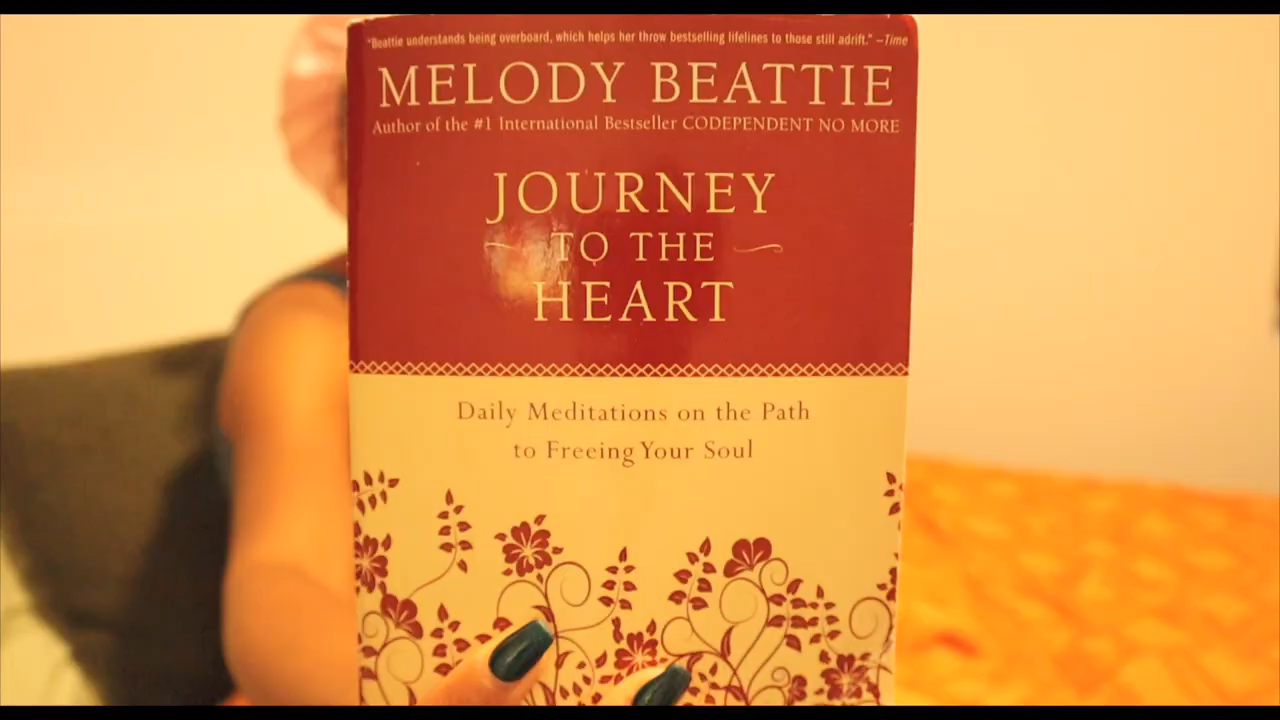 "Beattie understands being overboard, which helps her throw bestselling lifelines to those still adrift." –Time
MELODY BEATTIE
Author of the #1 International Bestseller CODEPENDENT NO MORE
JOURNEY
TO THE
HEART
Daily Meditations on the Path
to Freeing Your Soul